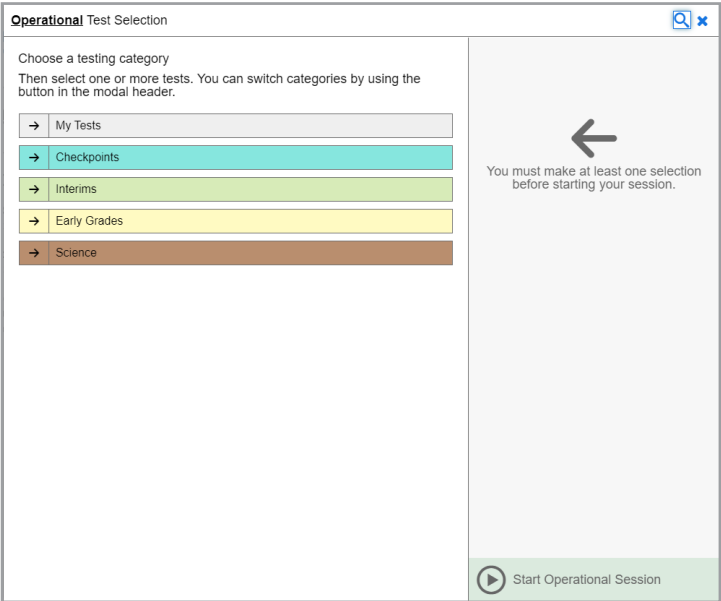 Operational Test Selection
Choose a testing category
Then select one or more tests. You can switch categories by using the
button in the modal header.
My Tests
Checkpoints
Interims
Early Grades
Science
You must make at least one selection
before starting your session.
Start Operational Session